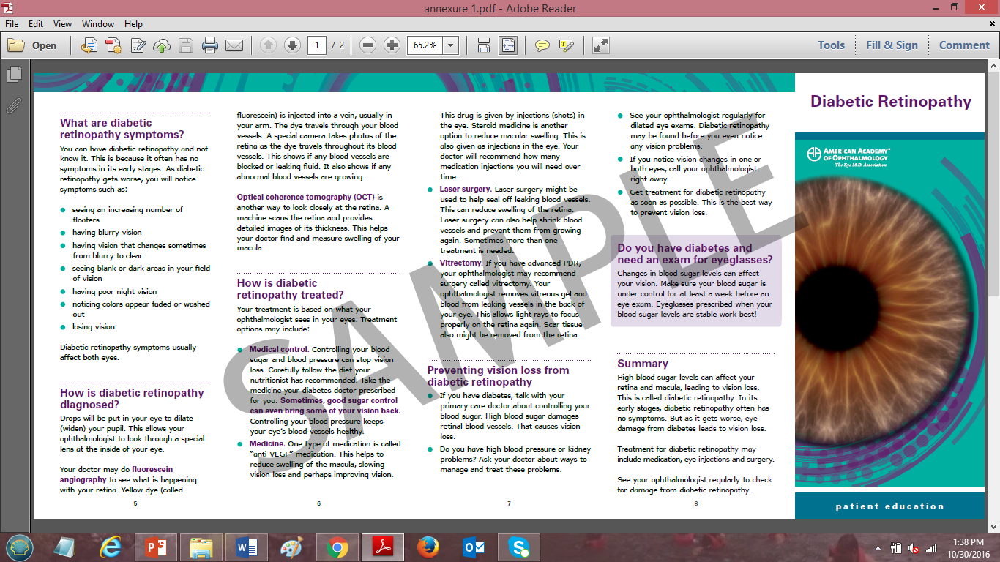 annexure 1.pdf - Adobe Reader
File Edit View Window Help
Open
1 / 2
65.2%
Tools Fill & Sign Comment
What are diabetic
retinopathy symptoms?
You can have diabetic retinopathy and not
know it. This is because it often has no
symptoms in its early stages. As diabetic
retinopathy gets worse, you will notice
symptoms such as:
seeing an increasing number of
floaters
having blurry vision
having vision that changes sometimes
from blurry to clear
seeing blank or dark areas in your field
of vision
having poor night vision
noticing colors appear faded or washed
out
losing vision
Diabetic retinopathy symptoms usually
affect both eyes.
How is diabetic retinopathy
diagnosed?
Drops will be put in your eye to dilate
(widen) your pupil. This allows your
ophthalmologist to look through a special
lens at the inside of your eye.
Your doctor may do fluorescein
angiography to see what is happening
with your retina. Yellow dye (called
5
fluorescein) is injected into a vein, usually in
your arm. The dye travels through your blood
vessels. A special camera takes photos of the
retina as the dye travels throughout its blood
vessels. This shows if any blood vessels are
blocked or leaking fluid. It also shows if any
abnormal blood vessels are growing.
Optical coherence tomography (OCT) is
another way to look closely at the retina. A
machine scans the retina and provides
detailed images of its thickness. This helps
your doctor find and measure swelling of your
macula.
How is diabetic
retinopathy treated?
Your treatment is based on what your
ophthalmologist sees in your eyes. Treatment
options may include:
Medical control. Controlling your blood
sugar and blood pressure can stop vision
loss. Carefully follow the diet your
nutritionist has recommended. Take the
medicine your diabetes doctor prescribed
for you. Sometimes, good sugar control
can even bring some of your vision back.
Controlling your blood pressure keeps
your eye's blood vessels healthy.
Medicine. One type of medication is called
“anti-VEGF” medication. This helps to
reduce swelling of the macula, slowing
vision loss and perhaps improving vision.
6
This drug is given by injections (shots) in
the eye. Steroid medicine is another
option to reduce macular swelling. This is
also given as injections in the eye. Your
doctor will recommend how many
medication injections you will need over
time.
Laser surgery. Laser surgery might be
used to help seal off leaking blood vessels.
This can reduce swelling of the retina.
Laser surgery can also help shrink blood
vessels and prevent them from growing
again. Sometimes more than one
treatment is needed.
Vitrectomy. If you have advanced PDR,
your ophthalmologist may recommend
surgery called vitrectomy. Your
ophthalmologist removes vitreous gel and
blood from leaking vessels in the back of
your eye. This allows light rays to focus
properly on the retina again. Scar tissue
also might be removed from the retina.
Preventing vision loss from
diabetic retinopathy
If you have diabetes, talk with your
primary care doctor about controlling your
blood sugar. High blood sugar damages
retinal blood vessels. That causes vision
loss.
Do you have high blood pressure or kidney
problems? Ask your doctor about ways to
manage and treat these problems.
7
See your ophthalmologist regularly for
dilated eye exams. Diabetic retinopathy
may be found before you even notice
any vision problems.
If you notice vision changes in one or
both eyes, call your ophthalmologist
right away.
Get treatment for diabetic retinopathy
as soon as possible. This is the best way
to prevent vision loss.
Do you have diabetes and
need an exam for eyeglasses?
Changes in blood sugar levels can affect
your vision. Make sure your blood sugar is
under control for at least a week before an
eye exam. Eyeglasses prescribed when your
blood sugar levels are stable work best!
Summary
High blood sugar levels can affect your
retina and macula, leading to vision loss.
This is called diabetic retinopathy. In its
early stages, diabetic retinopathy often has
no symptoms. But as it gets worse, eye
damage from diabetes leads to vision loss.
Treatment for diabetic retinopathy may
include medication, eye injections and surgery.
See your ophthalmologist regularly to check
for damage from diabetic retinopathy.
8
SAMPLE
Diabetic Retinopathy
AMERICAN ACADEMY
OF OPHTHALMOLOGY
The Eye M.D. Association
patient education
1:38 PM
10/30/2016